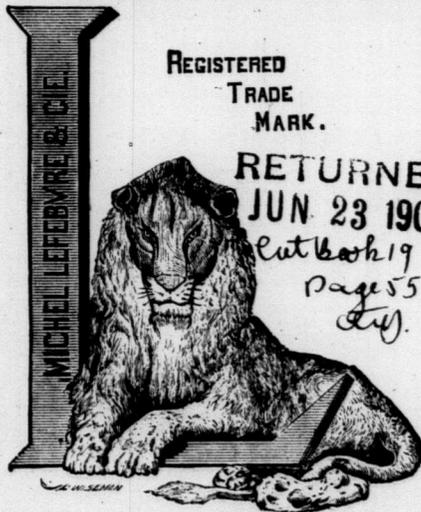 REGISTERED
TRADE
MARK.
RETURNE
JUN 23 190
Cut book 19
Page 55
MICHEL LEFEBVRE & CIE.